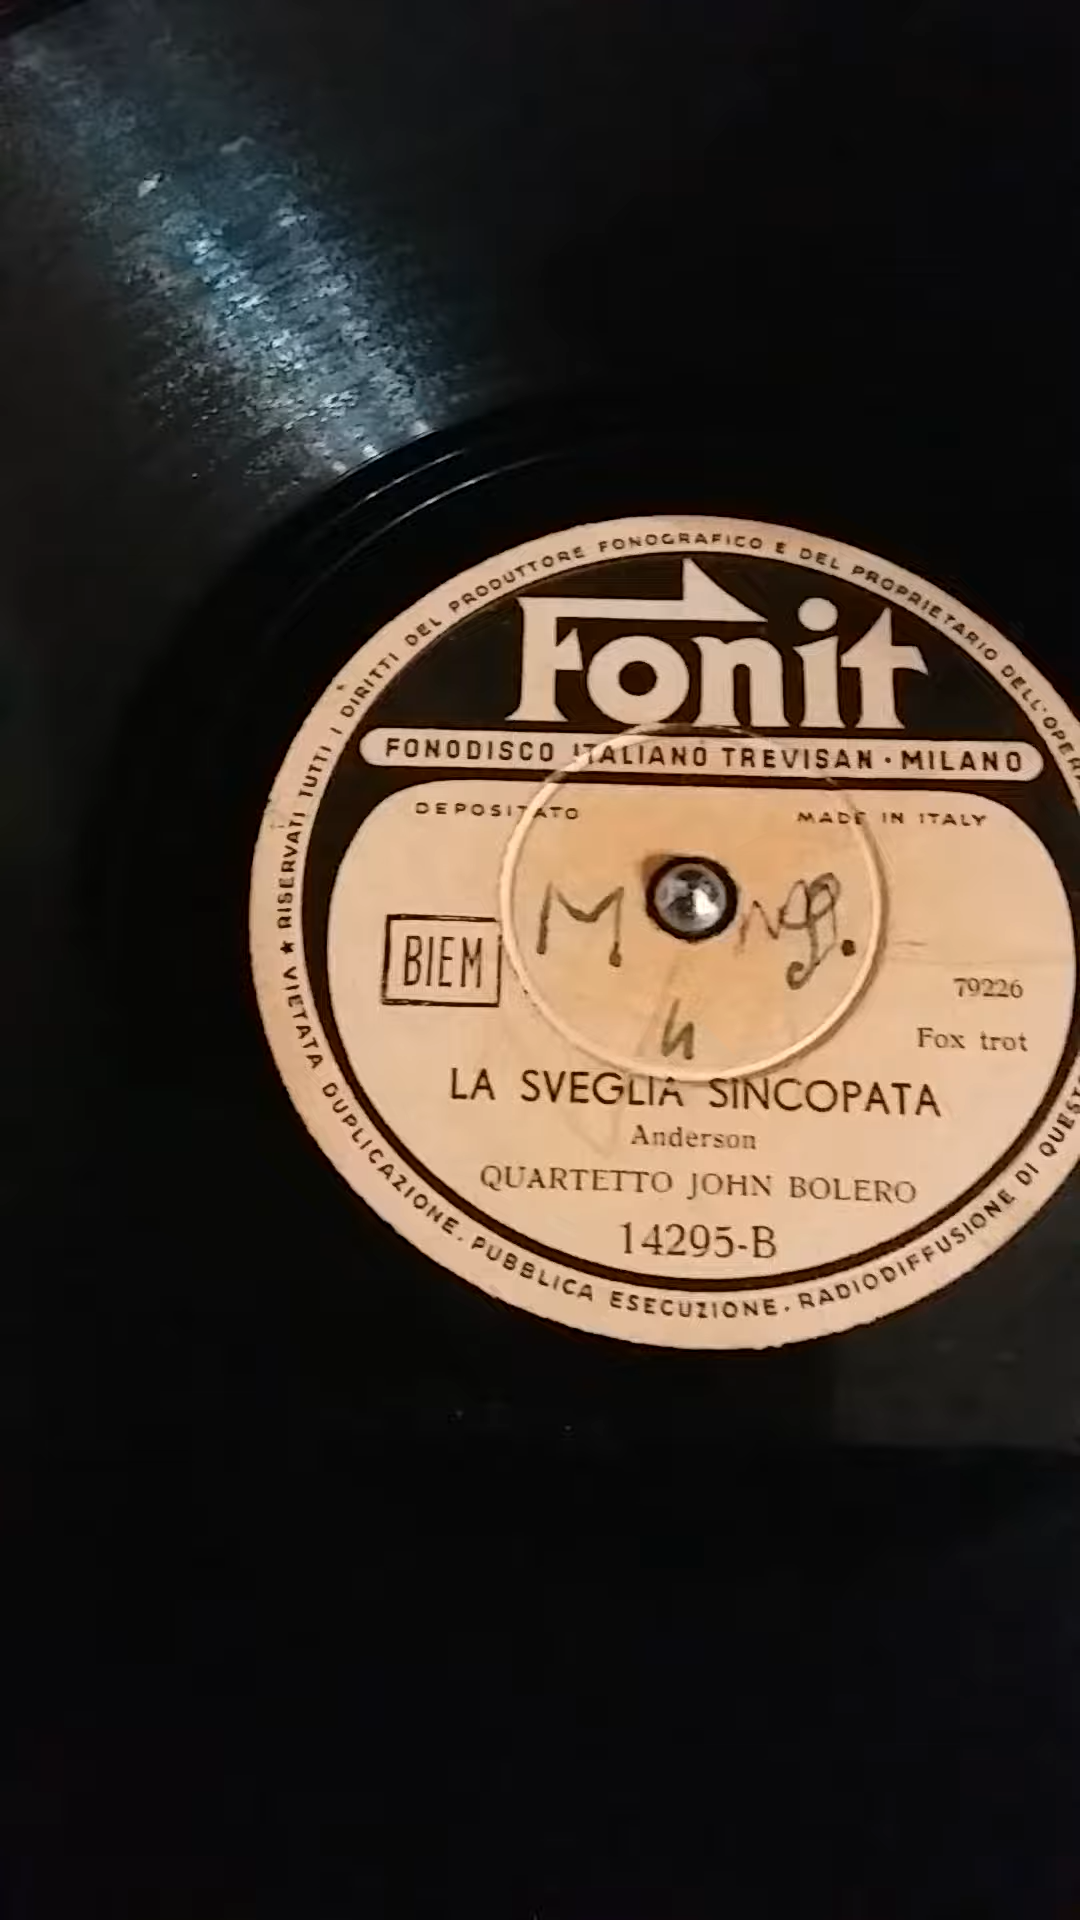 ★ RISERVATI TUTTI I DIRITTI DEL PRODUTTORE FONOGRAFICO E DEL PROPRIETARIO DELL'OPERA
Fonit
FONODISCO ITALIANO TREVISAN · MILANO
DEPOSITATO
MADE IN ITALY
M
BIEM
79226
4
Fox trot
LA SVEGLIA SINCOPATA
Anderson
QUARTETTO JOHN BOLERO
14295-B
VIETATA DUPLICAZIONE. PUBBLICA ESECUZIONE. RADIODIFFUSIONE DI QUESTO